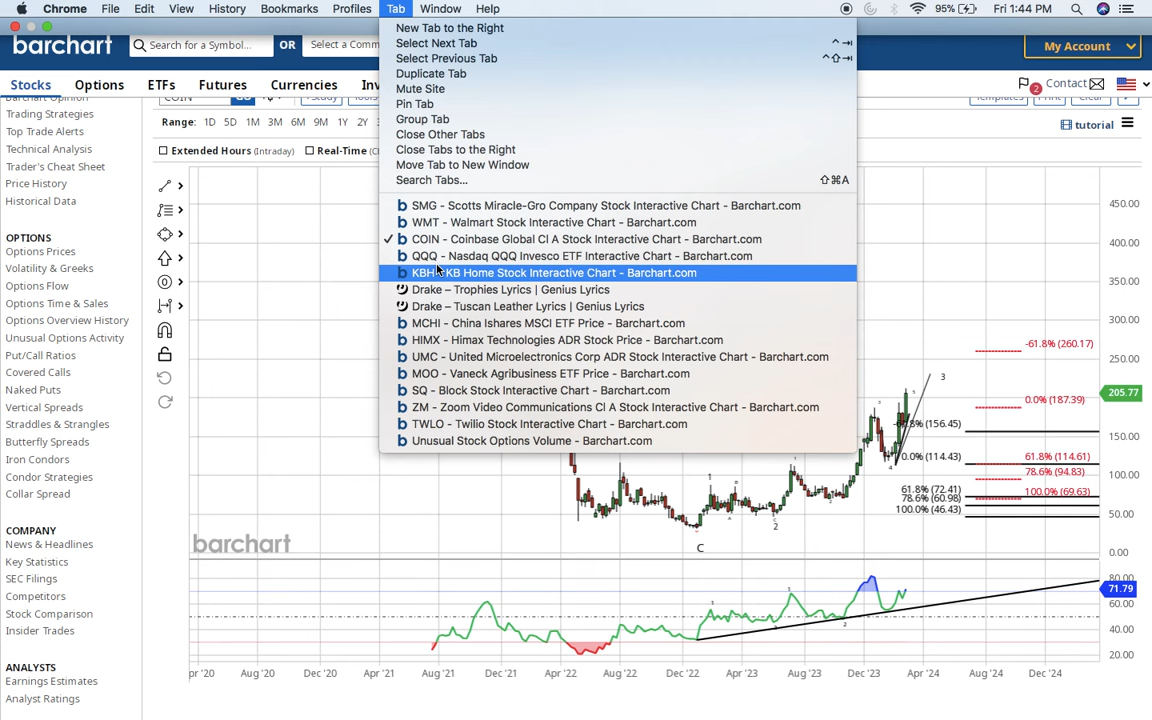 Chrome File Edit View History Bookmarks Profiles Tab Window Help 95% Fri 1:44 PM
barchart Search for a Symbol... OR Select a Comm My Account
Stocks Options ETFs Futures Currencies Inv 2 Contact
Trading Strategies
Top Trade Alerts
Technical Analysis
Trader's Cheat Sheet
Price History
Historical Data
OPTIONS
Options Prices
Volatility & Greeks
Options Flow
Options Time & Sales
Options Overview History
Unusual Options Activity
Put/Call Ratios
Covered Calls
Naked Puts
Vertical Spreads
Straddles & Strangles
Butterfly Spreads
Iron Condors
Condor Strategies
Collar Spread
COMPANY
News & Headlines
Key Statistics
SEC Filings
Competitors
Stock Comparison
Insider Trades
ANALYSTS
Earnings Estimates
Analyst Ratings
Range: 1D 5D 1M 3M 6M 9M 1Y 2Y
tutorial
Extended Hours (Intraday) Real-Time
New Tab to the Right
Select Next Tab
Select Previous Tab
Duplicate Tab
Mute Site
Pin Tab
Group Tab
Close Other Tabs
Close Tabs to the Right
Move Tab to New Window
Search Tabs... ⇧⌘A
SMG - Scotts Miracle-Gro Company Stock Interactive Chart - Barchart.com
WMT - Walmart Stock Interactive Chart - Barchart.com
✓ COIN - Coinbase Global Cl A Stock Interactive Chart - Barchart.com
QQQ - Nasdaq QQQ Invesco ETF Interactive Chart - Barchart.com
KBH - KB Home Stock Interactive Chart - Barchart.com
Drake – Trophies Lyrics | Genius Lyrics
Drake – Tuscan Leather Lyrics | Genius Lyrics
MCHI - China Ishares MSCI ETF Price - Barchart.com
HIMX - Himax Technologies ADR Stock Price - Barchart.com
UMC - United Microelectronics Corp ADR Stock Interactive Chart - Barchart.com
MOO - Vaneck Agribusiness ETF Price - Barchart.com
SQ - Block Stock Interactive Chart - Barchart.com
ZM - Zoom Video Communications Cl A Stock Interactive Chart - Barchart.com
TWLO - Twilio Stock Interactive Chart - Barchart.com
Unusual Stock Options Volume - Barchart.com
450.00
400.00
350.00
300.00
250.00
205.77
150.00
100.00
50.00
0.00
-61.8% (260.17)
0.0% (187.39)
61.8% (114.61)
78.6% (94.83)
100.0% (69.63)
(156.45)
0.0% (114.43)
61.8% (72.41)
78.6% (60.98)
100.0% (46.43)
3
2
C
barchart
80.00
71.79
60.00
40.00
20.00
pr '20 Aug '20 Dec '20 Apr '21 Aug '21 Dec '21 Apr '22 Aug '22 Dec '22 Apr '23 Aug '23 Dec '23 Apr '24 Aug '24 Dec '24